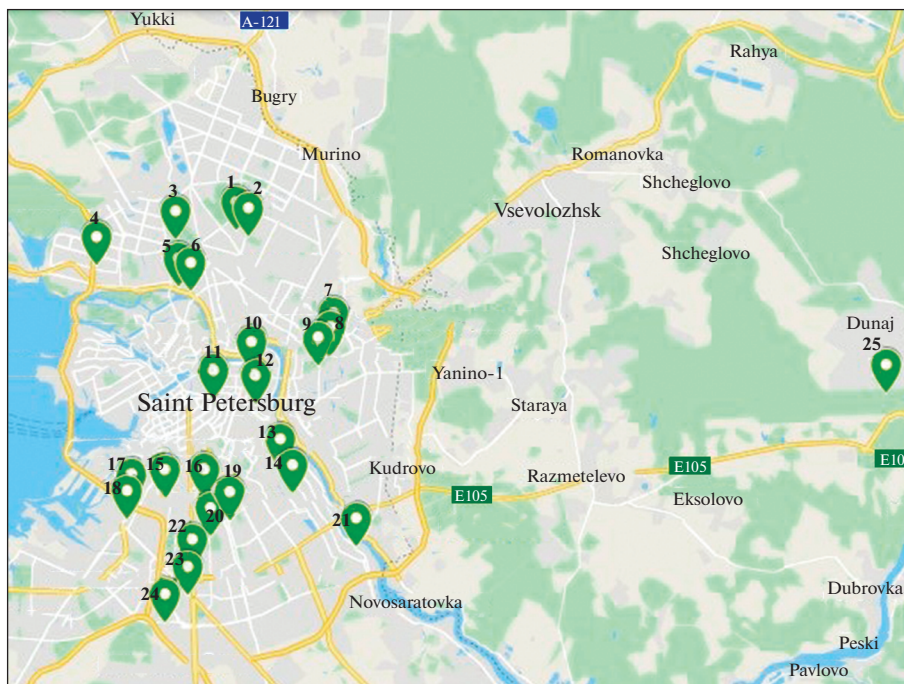 Yukki
A-121
Rahya
Bugry
Murino
Romanovka
Shcheglovo
1
2
3
Vsevolozhsk
4
5
6
Shcheglovo
7
8
9
10
Dunaj
25
11
12
Yanino-1
Saint Petersburg
Staraya
13
14
Kudrovo
15
16
17
18
19
20
E105
E10
Razmetelevo
E105
Eksolovo
21
22
23
24
Novosaratovka
Dubrovka
Peski
Pavlovo